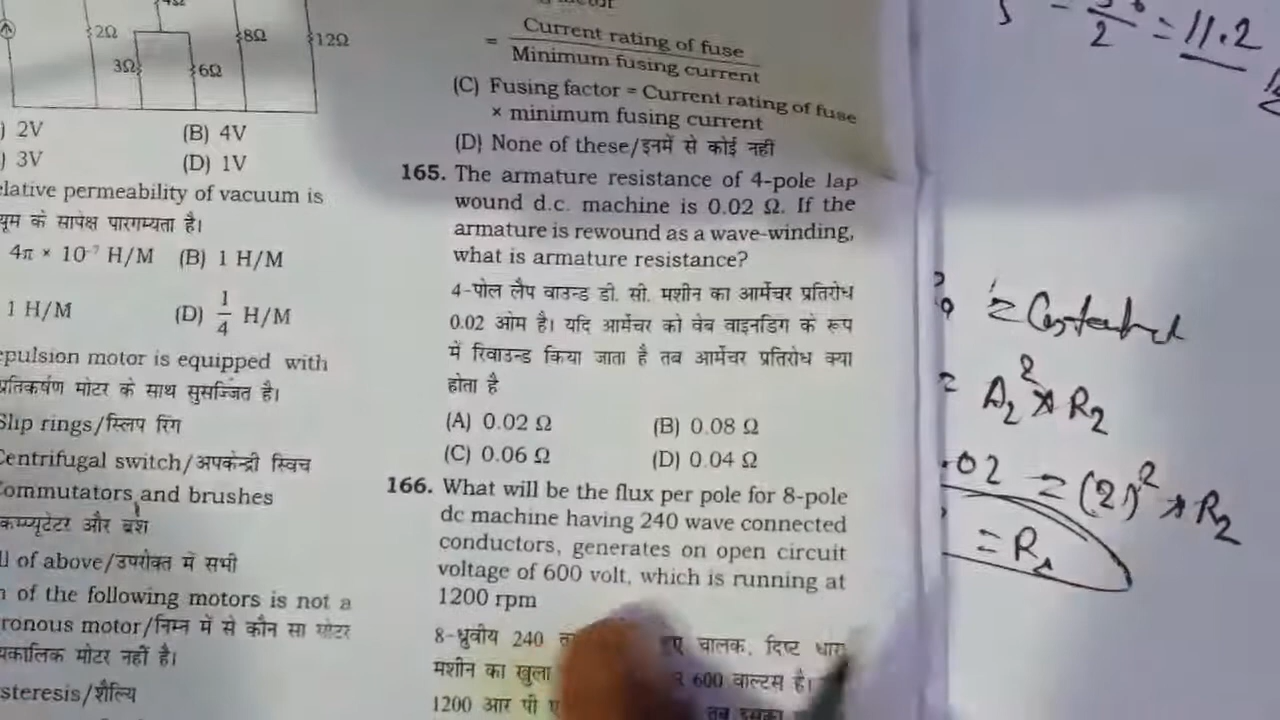 2Ω
8Ω
12Ω
3Ω
6Ω
) 2V (B) 4V
) 3V (D) 1V
elative permeability of vacuum is
यूम के सापेक्ष पारगम्यता है।
4π × 10⁻⁷ H/M (B) 1 H/M
1 H/M (D) 1/4 H/M
epulsion motor is equipped with
प्रतिकर्षण मोटर के साथ सुसज्जित है।
Slip rings/स्लिप रिंग
Centrifugal switch/अपकेन्द्री स्विच
Commutators and brushes
कम्प्यूटेटर और ब्रश
ll of above/उपरोक्त में सभी
h of the following motors is not a
ronous motor/निम्न में से कौन सा मोटर
यकालिक मोटर नहीं है।
steresis/शैल्यि
= Current rating of fuse
Minimum fusing current
(C) Fusing factor = Current rating of fuse
× minimum fusing current
(D) None of these/इनमें से कोई नहीं
165. The armature resistance of 4-pole lap
wound d.c. machine is 0.02 Ω. If the
armature is rewound as a wave-winding,
what is armature resistance?
4-पोल लैप वाउन्ड डी. सी. मशीन का आर्मेचर प्रतिरोध
0.02 ओम है। यदि आर्मेचर को वेब वाइनडिंग के रूप
में रिवाउन्ड किया जाता है तब आर्मेचर प्रतिरोध क्या
होता है
(A) 0.02 Ω (B) 0.08 Ω
(C) 0.06 Ω (D) 0.04 Ω
166. What will be the flux per pole for 8-pole
dc machine having 240 wave connected
conductors, generates on open circuit
voltage of 600 volt, which is running at
1200 rpm
8-ध्रुवीय 240 चालक, दिष्ट धारा
मशीन का खुला 600 वाल्टस है।
1200 आर पी तब इसका
2 = 11.2
=
= A₂² × R₂
.02 = (2)² × R₂
= R₂